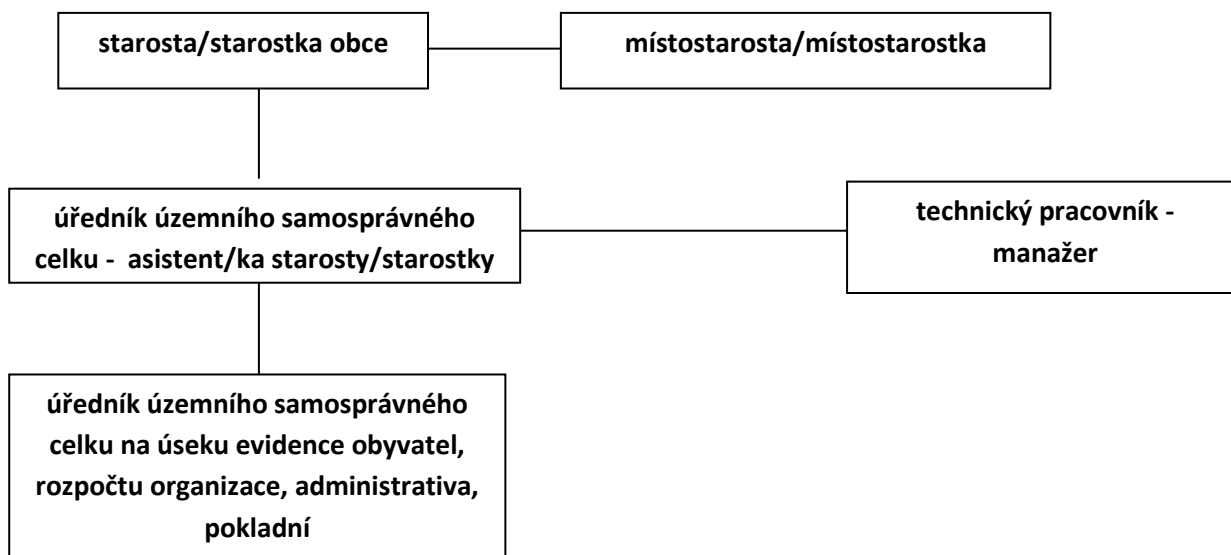 starosta/starostka obce
místostarosta/místostarostka
úředník územního samosprávného
celku - asistent/ka starosty/starostky
technický pracovník -
manažer
úředník územního samosprávného
celku na úseku evidence obyvatel,
rozpočtu organizace, administrativa,
pokladní